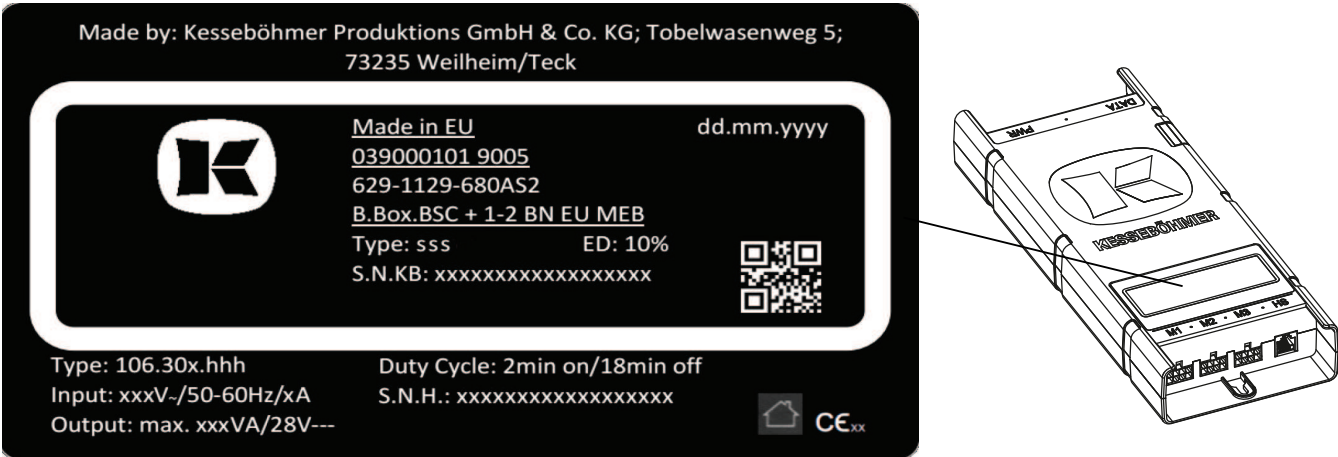 Made by: Kesseböhmer Produktions GmbH & Co. KG; Tobelwasenweg 5;
73235 Weilheim/Teck
Made in EU
dd.mm.yyyy
039000101 9005
629-1129-680AS2
B.Box.BSC + 1-2 BN EU MEB
Type: sss ED: 10%
S.N.KB: xxxxxxxxxxxxxxxxxx
Type: 106.30x.hhh
Duty Cycle: 2min on/18min off
Input: xxxV~/50-60Hz/xA
S.N.H.: xxxxxxxxxxxxxxxxxx
Output: max. xxxVA/28V---
CE xx
PWR · DATA
KESSEBÖHMER
M1 · M2 · M3 · HS